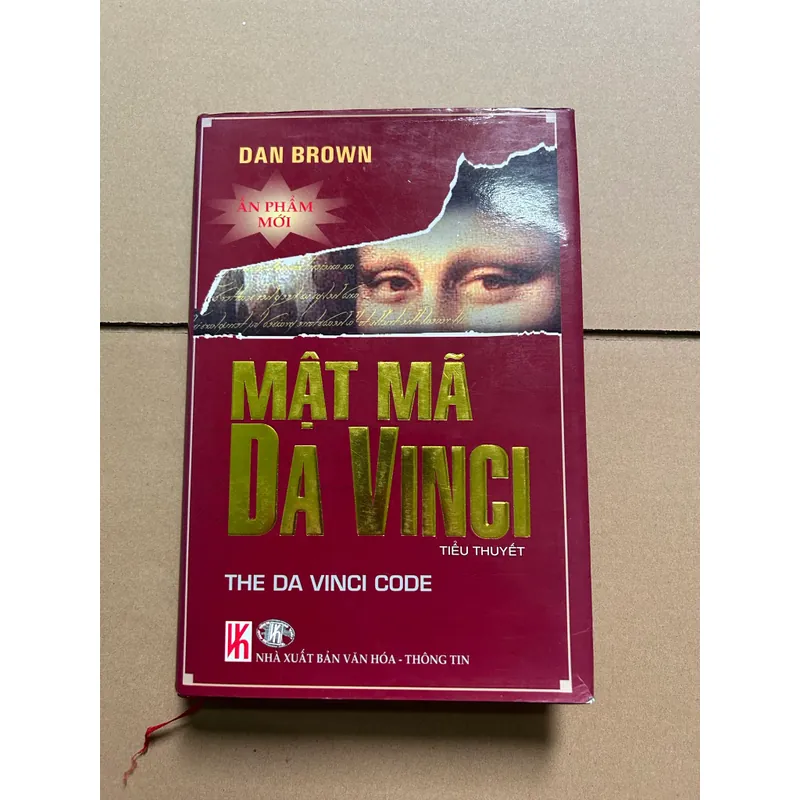 DAN BROWN
ẤN PHẨM
MỚI
MẬT MÃ
DA VINCI
TIỂU THUYẾT
THE DA VINCI CODE
NHÀ XUẤT BẢN VĂN HÓA - THÔNG TIN